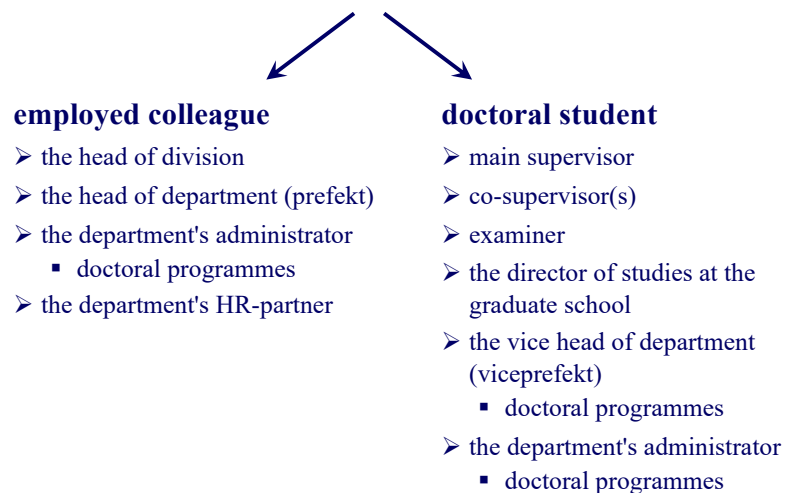 employed colleague
➢ the head of division
➢ the head of department (prefekt)
➢ the department's administrator
▪ doctoral programmes
➢ the department's HR-partner
doctoral student
➢ main supervisor
➢ co-supervisor(s)
➢ examiner
➢ the director of studies at the
graduate school
➢ the vice head of department
(viceprefekt)
▪ doctoral programmes
➢ the department's administrator
▪ doctoral programmes